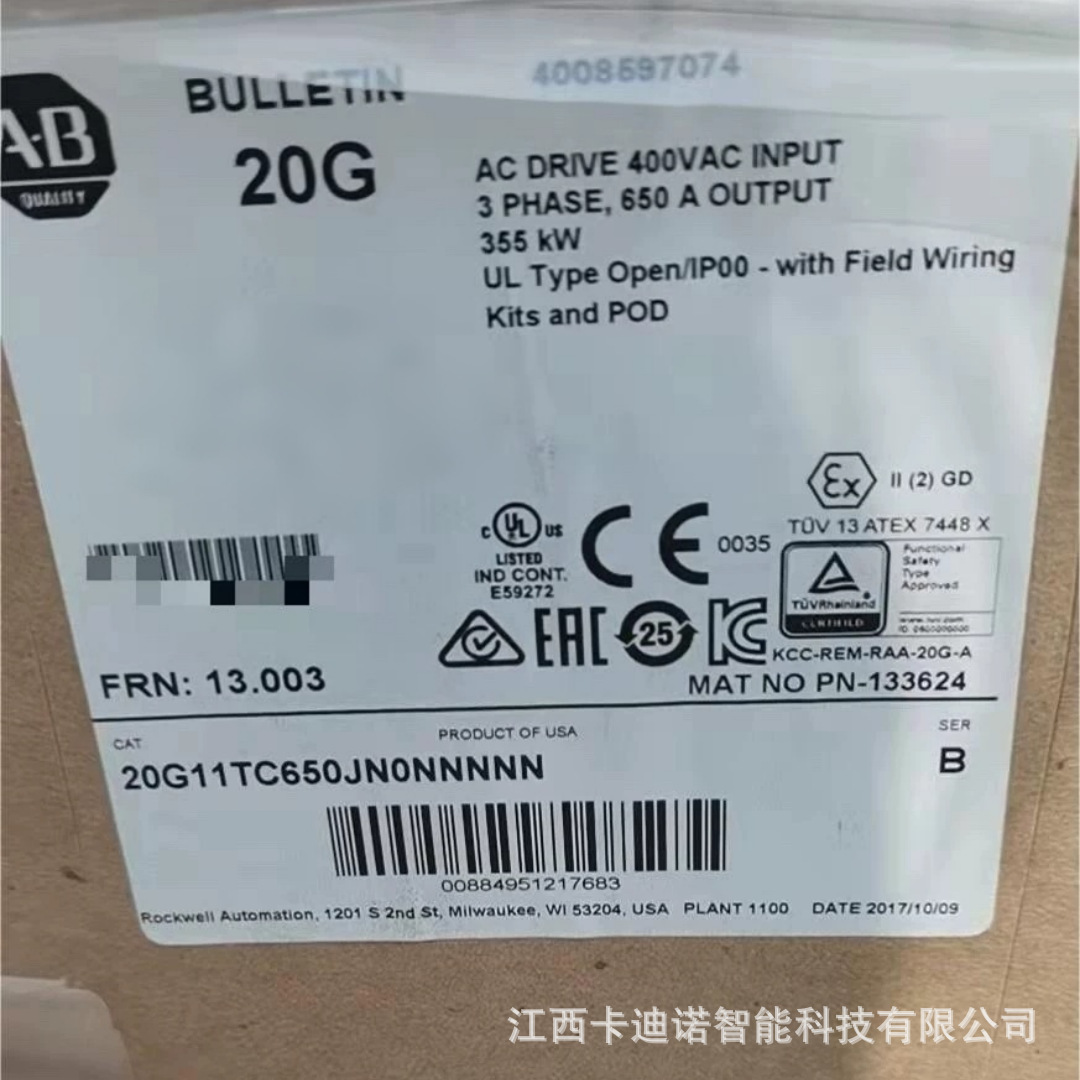 A-B
QUALITY
BULLETIN
20G
4008597074
AC DRIVE 400VAC INPUT
3 PHASE, 650 A OUTPUT
355 kW
UL Type Open/IP00 - with Field Wiring
Kits and POD
Ex II (2) GD
TÜV 13 ATEX 7448 X
C UL US
LISTED
IND CONT.
E59272
CE 0035
TÜVRheinland
CERTIFIED
Functional
Safety
Type
Approved
EAC
25
KC
KCC-REM-RAA-20G-A
FRN: 13.003
MAT NO PN-133624
CAT
PRODUCT OF USA
SER
20G11TC650JN0NNNNN
B
00884951217683
Rockwell Automation, 1201 S 2nd St, Milwaukee, WI 53204, USA PLANT 1100 DATE 2017/10/09
江西卡迪诺智能科技有限公司